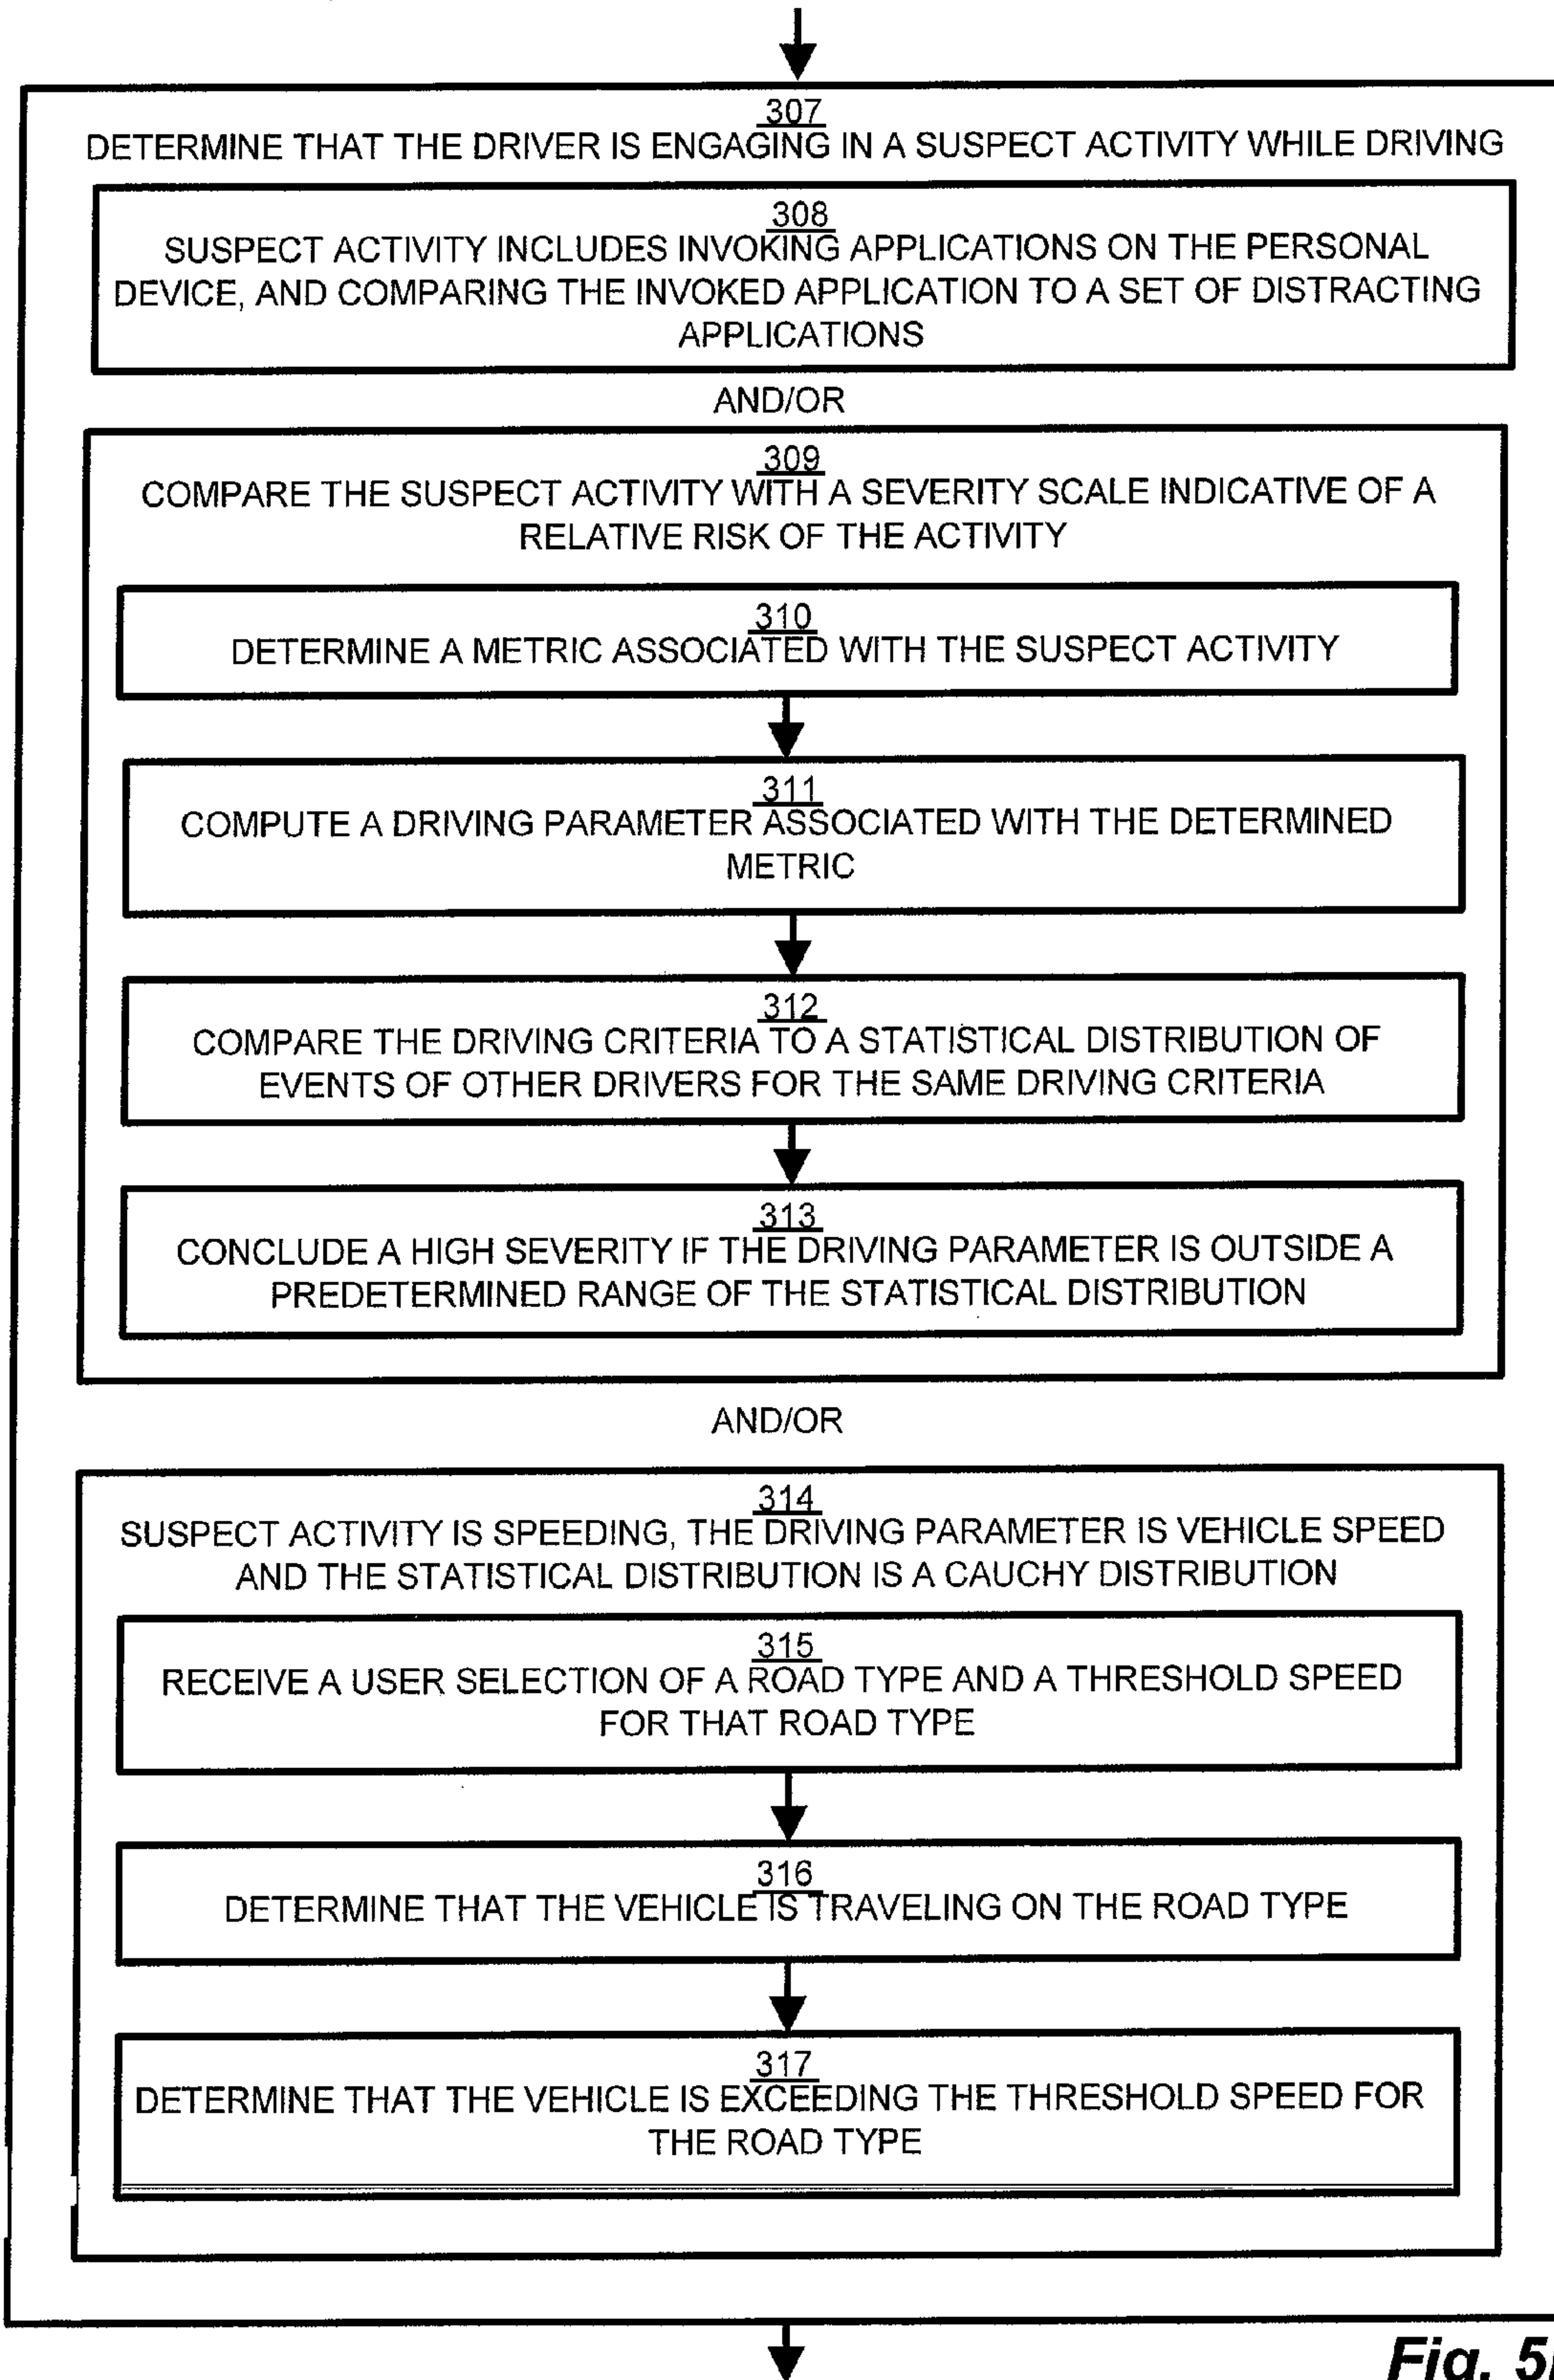 307
DETERMINE THAT THE DRIVER IS ENGAGING IN A SUSPECT ACTIVITY WHILE DRIVING
308
SUSPECT ACTIVITY INCLUDES INVOKING APPLICATIONS ON THE PERSONAL
DEVICE, AND COMPARING THE INVOKED APPLICATION TO A SET OF DISTRACTING
APPLICATIONS
AND/OR
309
COMPARE THE SUSPECT ACTIVITY WITH A SEVERITY SCALE INDICATIVE OF A
RELATIVE RISK OF THE ACTIVITY
310
DETERMINE A METRIC ASSOCIATED WITH THE SUSPECT ACTIVITY
311
COMPUTE A DRIVING PARAMETER ASSOCIATED WITH THE DETERMINED
METRIC
312
COMPARE THE DRIVING CRITERIA TO A STATISTICAL DISTRIBUTION OF
EVENTS OF OTHER DRIVERS FOR THE SAME DRIVING CRITERIA
313
CONCLUDE A HIGH SEVERITY IF THE DRIVING PARAMETER IS OUTSIDE A
PREDETERMINED RANGE OF THE STATISTICAL DISTRIBUTION
AND/OR
314
SUSPECT ACTIVITY IS SPEEDING, THE DRIVING PARAMETER IS VEHICLE SPEED
AND THE STATISTICAL DISTRIBUTION IS A CAUCHY DISTRIBUTION
315
RECEIVE A USER SELECTION OF A ROAD TYPE AND A THRESHOLD SPEED
FOR THAT ROAD TYPE
316
DETERMINE THAT THE VEHICLE IS TRAVELING ON THE ROAD TYPE
317
DETERMINE THAT THE VEHICLE IS EXCEEDING THE THRESHOLD SPEED FOR
THE ROAD TYPE
Fig.